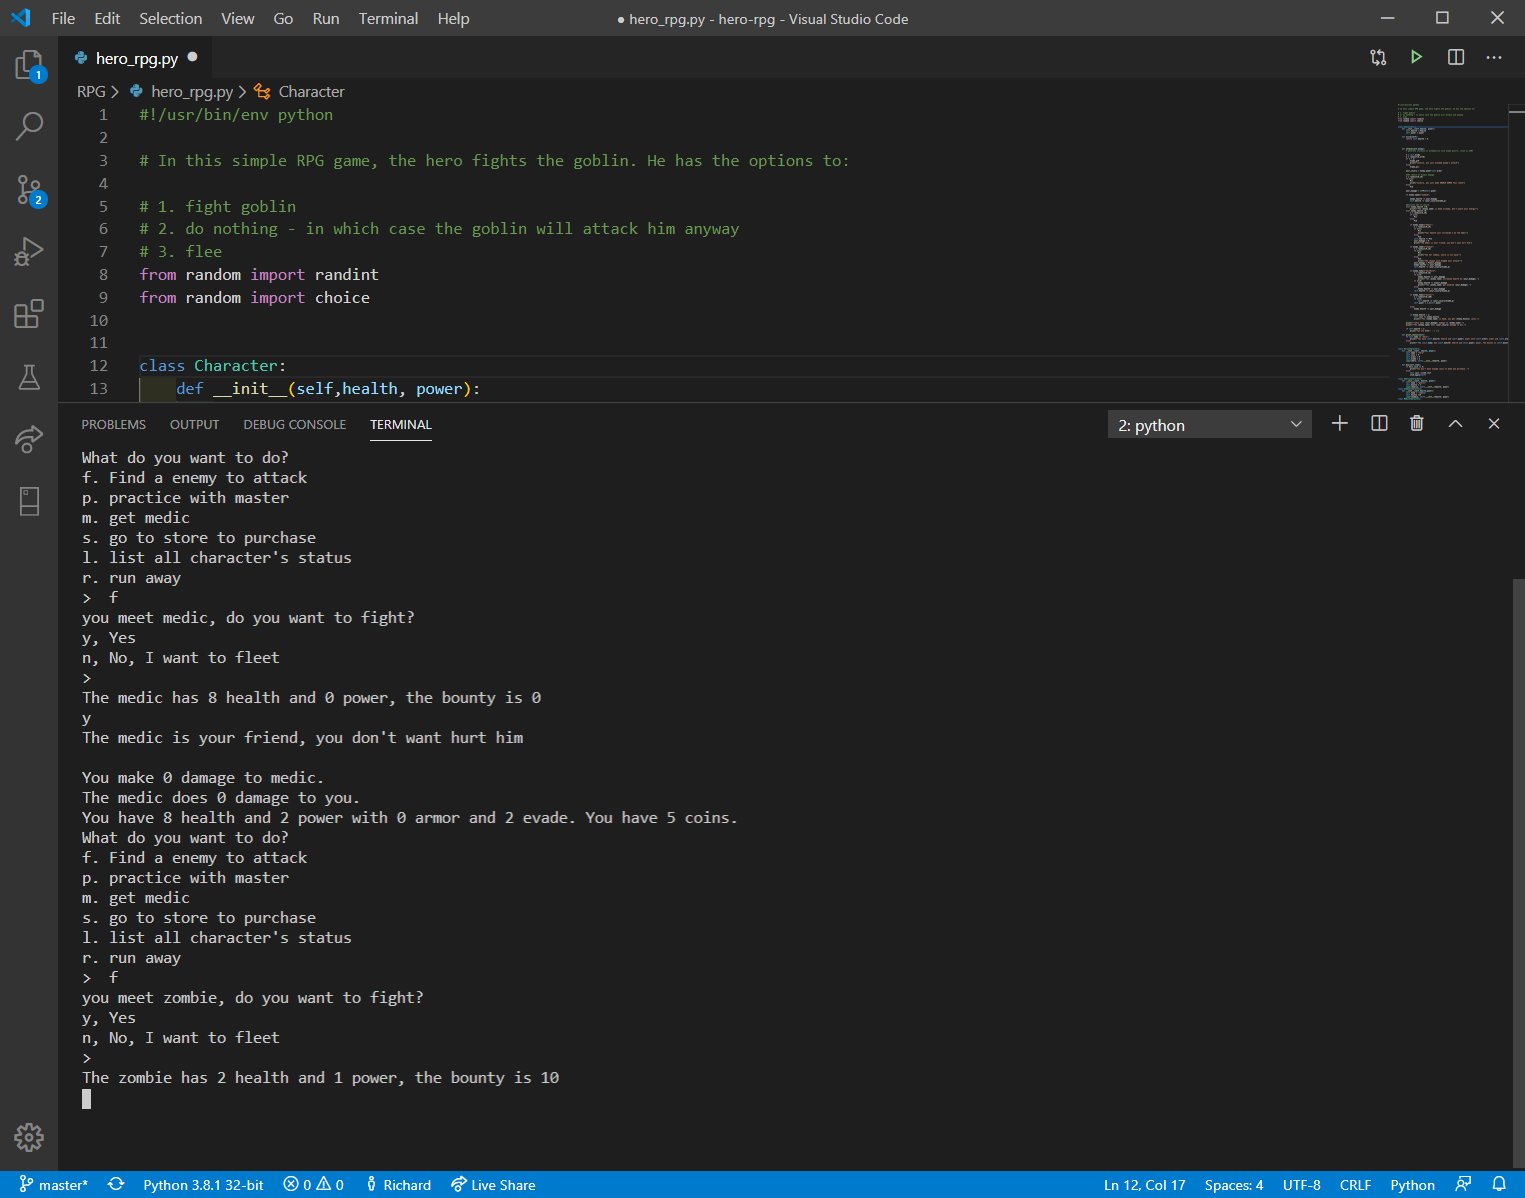 File Edit Selection View Go Run Terminal Help ● hero_rpg.py - hero-rpg - Visual Studio Code
hero_rpg.py ●
RPG > hero_rpg.py > Character
1 #!/usr/bin/env python
2
3 # In this simple RPG game, the hero fights the goblin. He has the options to:
4
5 # 1. fight goblin
6 # 2. do nothing - in which case the goblin will attack him anyway
7 # 3. flee
8 from random import randint
9 from random import choice
10
11
12 class Character:
13 def __init__(self,health, power):
1
2
PROBLEMS OUTPUT DEBUG CONSOLE TERMINAL 2: python
What do you want to do?
f. Find a enemy to attack
p. practice with master
m. get medic
s. go to store to purchase
l. list all character's status
r. run away
> f
you meet medic, do you want to fight?
y, Yes
n, No, I want to fleet
>
The medic has 8 health and 0 power, the bounty is 0
y
The medic is your friend, you don't want hurt him
You make 0 damage to medic.
The medic does 0 damage to you.
You have 8 health and 2 power with 0 armor and 2 evade. You have 5 coins.
What do you want to do?
f. Find a enemy to attack
p. practice with master
m. get medic
s. go to store to purchase
l. list all character's status
r. run away
> f
you meet zombie, do you want to fight?
y, Yes
n, No, I want to fleet
>
The zombie has 2 health and 1 power, the bounty is 10
master* Python 3.8.1 32-bit 0 0 Richard Live Share Ln 12, Col 17 Spaces: 4 UTF-8 CRLF Python